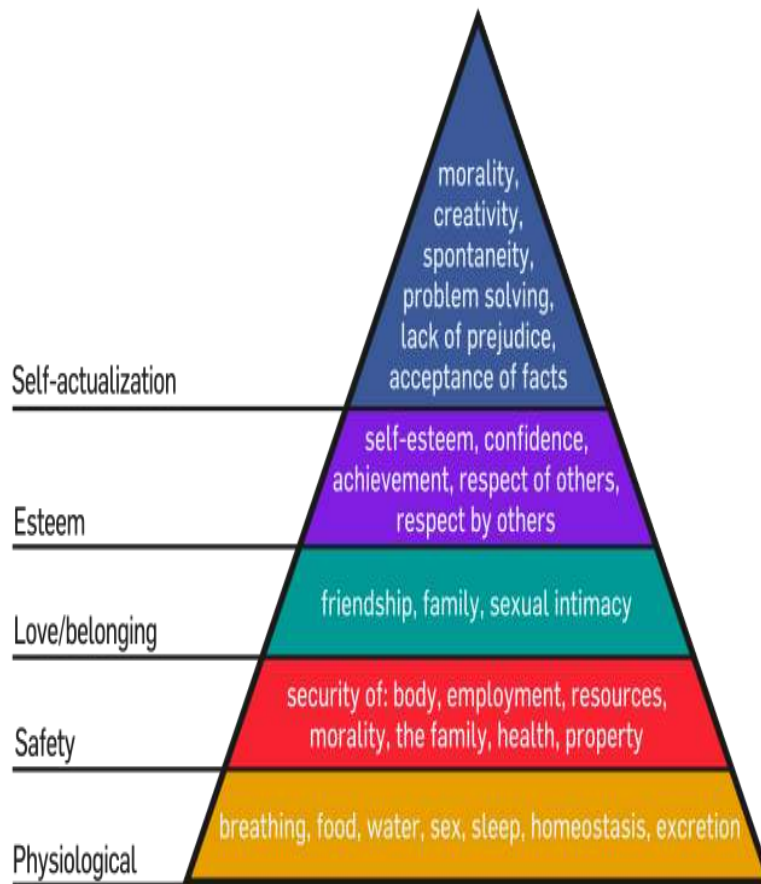 morality,
creativity,
spontaneity,
problem solving,
lack of prejudice,
acceptance of facts
Self-actualization
self-esteem, confidence,
achievement, respect of others,
respect by others
Esteem
friendship, family, sexual intimacy
Love/belonging
security of: body, employment, resources,
morality, the family, health, property
Safety
breathing, food, water, sex, sleep, homeostasis, excretion
Physiological